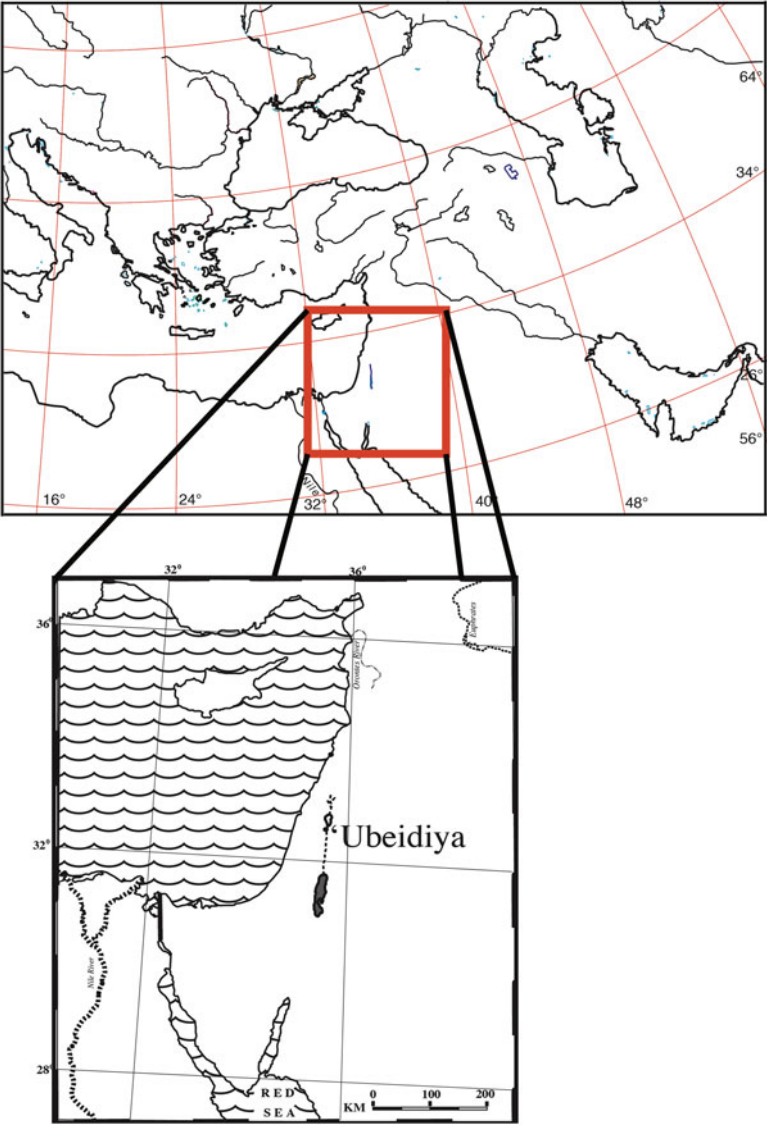 64°
34°
26°
56°
16°
24°
32°
Nile
40°
48°
32°
36°
36°
Euphrates
Orontes River
‘Ubeidiya
32°
Nile River
28°
RED
SEA
KM
0 100 200